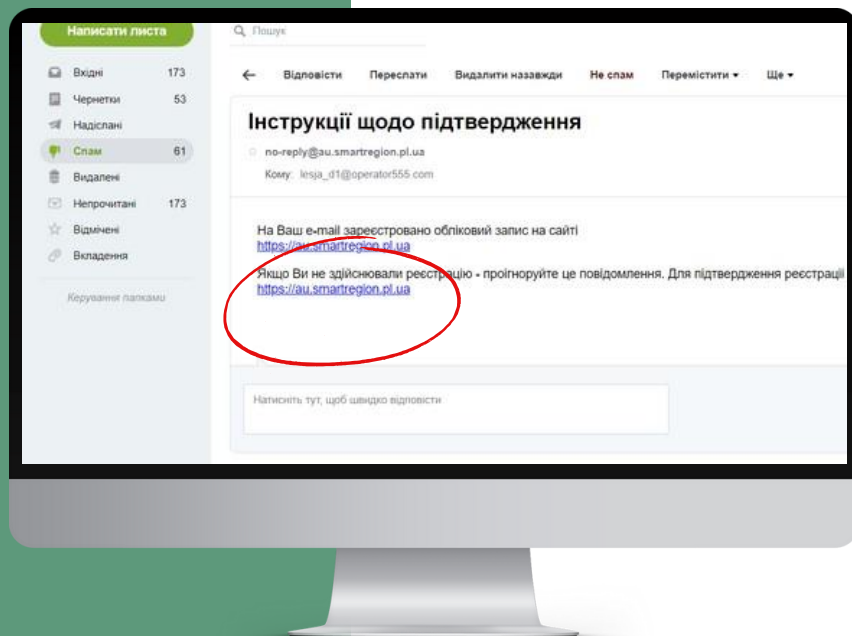 Написати листа
Пошук
Вхідні 173
Чернетки 53
Надіслані
Спам 61
Видалені
Непрочитані 173
Відмічені
Вкладення
Керування папками
Відповісти Переслати Видалити назавжди Не спам Перемістити Ще
Інструкції щодо підтвердження
no-reply@au.smartregion.pl.ua
Кому: lesja_d1@operator555 com
На Ваш e-mail зареєстровано обліковий запис на сайті
https://au.smartregion.pl.ua
Якщо Ви не здійснювали реєстрацію - проігноруйте це повідомлення. Для підтвердження реєстрації
https://au.smartregion.pl.ua
Натисніть тут, щоб швидко відповісти